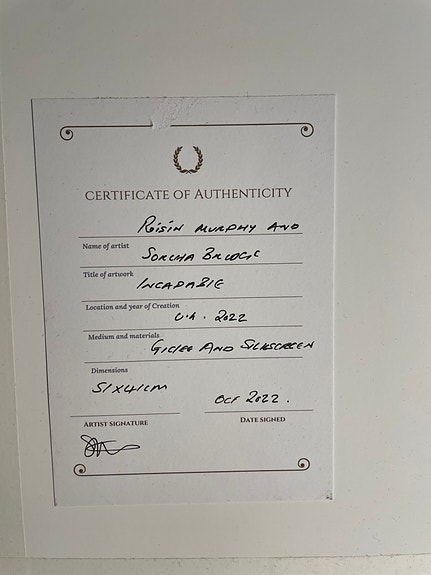 CERTIFICATE OF AUTHENTICITY
Róisín MURPHY AND
Name of artist
SORCHA
Title of artwork
INCAPABLE
Location and year of Creation
U.K. 2022
Medium and materials
GICLEE AND SILKSCREEN
Dimensions
51X41CM
OCT 2022.
ARTIST SIGNATURE
DATE SIGNED